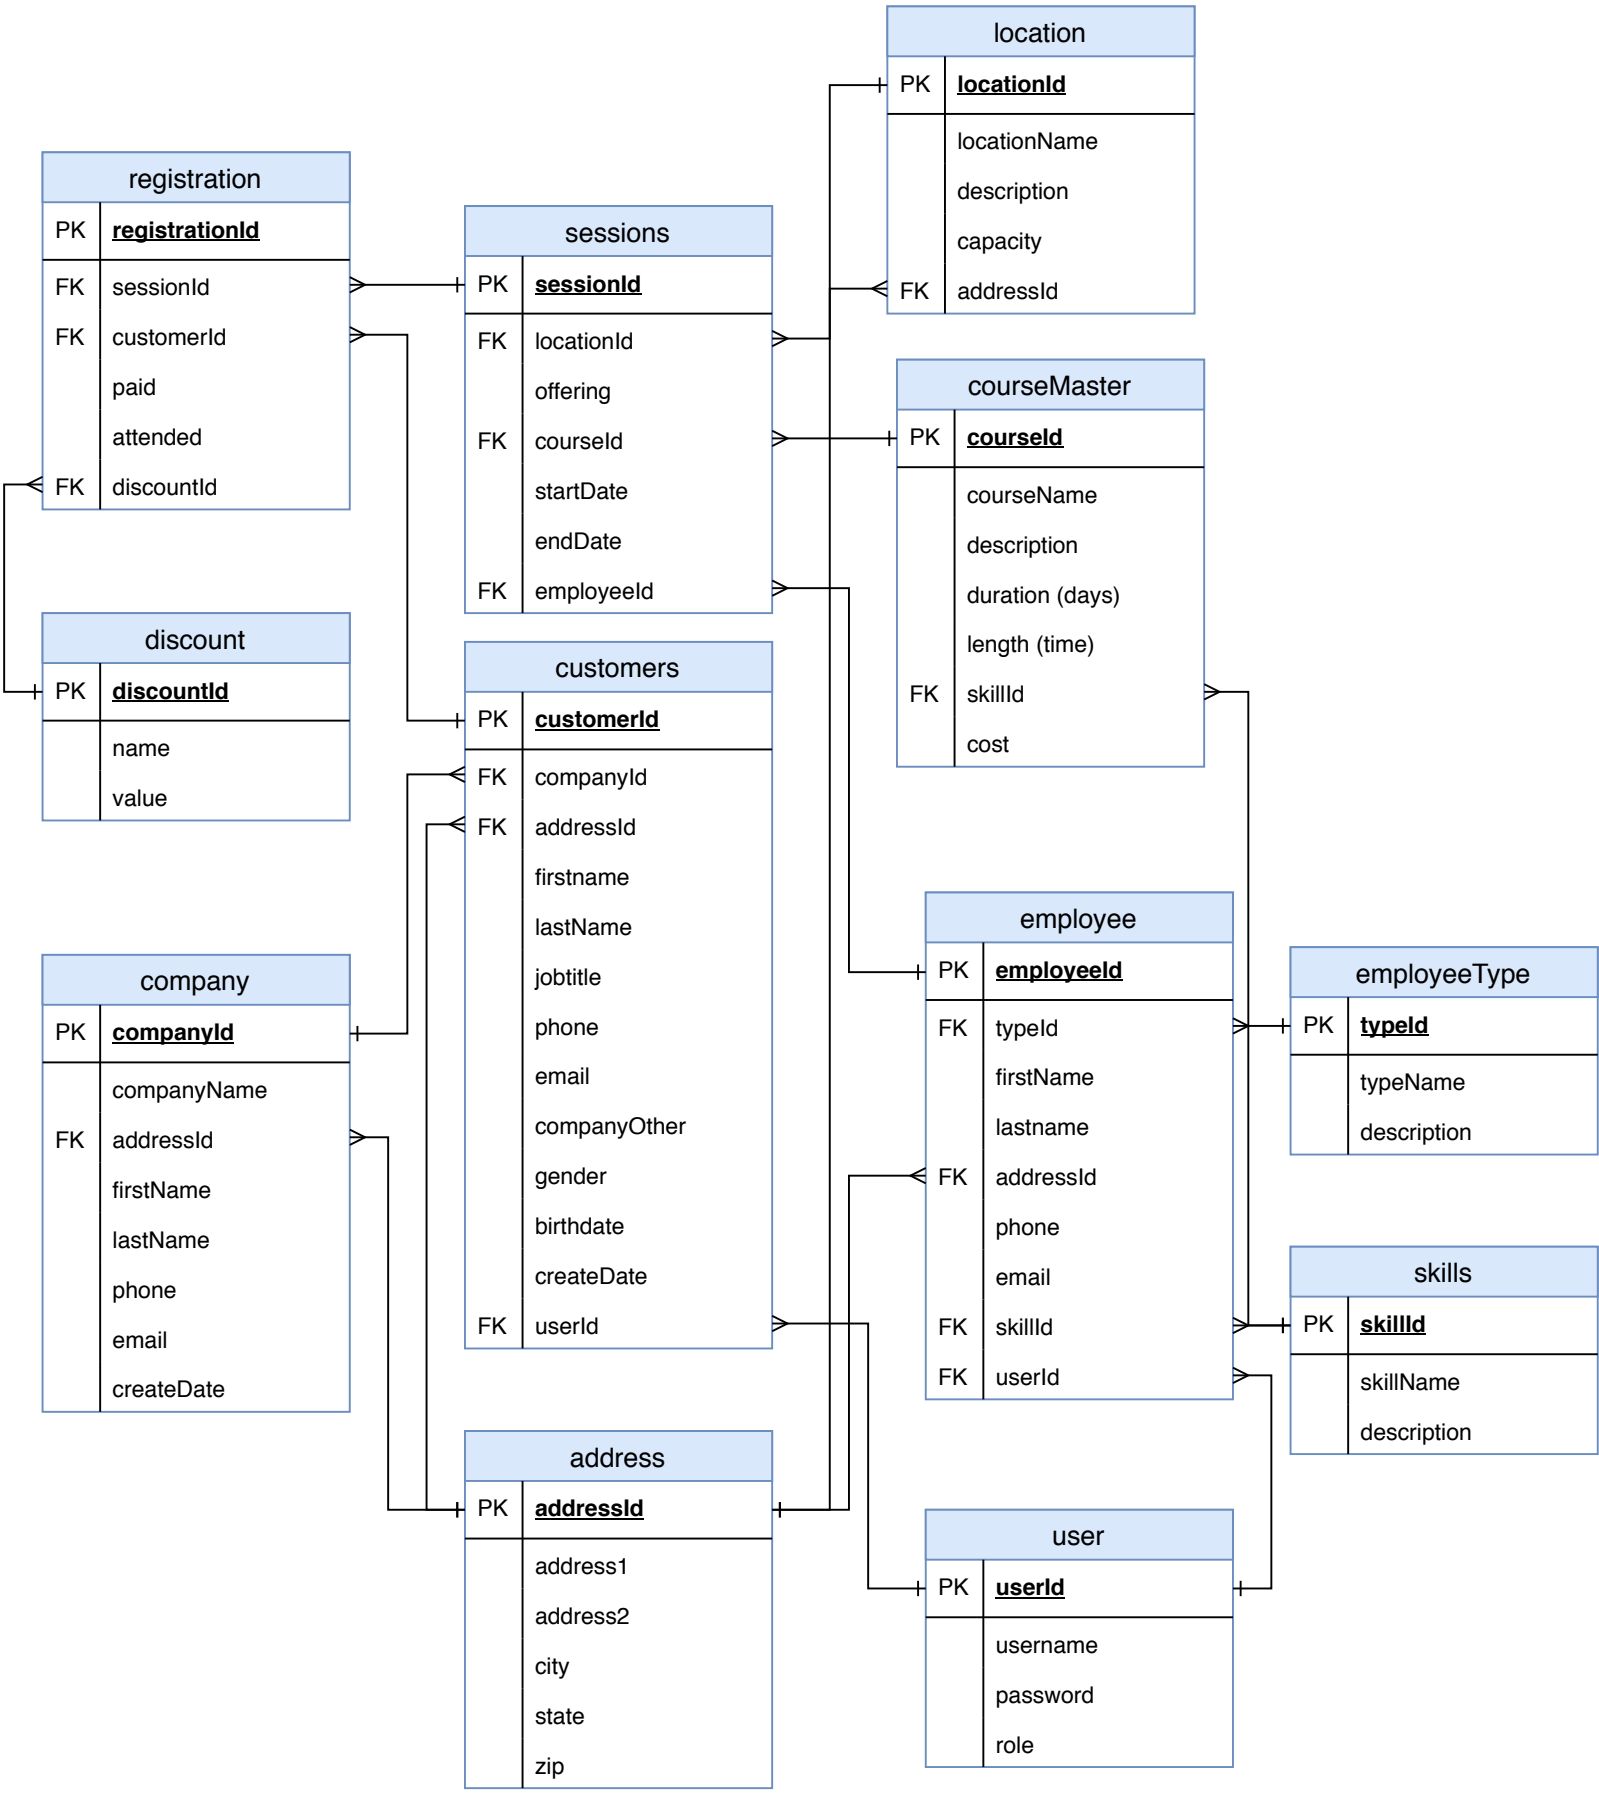 location
PK locationId
locationName
description
capacity
FK addressId
registration
PK registrationId
FK sessionId
FK customerId
paid
attended
FK discountId
sessions
PK sessionId
FK locationId
offering
FK courseId
startDate
endDate
FK employeeId
courseMaster
PK courseId
courseName
description
duration (days)
length (time)
FK skillId
cost
discount
PK discountId
name
value
customers
PK customerId
FK companyId
FK addressId
firstname
lastName
jobtitle
phone
email
companyOther
gender
birthdate
createDate
FK userId
employee
PK employeeId
FK typeId
firstName
lastname
FK addressId
phone
email
FK skillId
FK userId
employeeType
PK typeId
typeName
description
company
PK companyId
companyName
FK addressId
firstName
lastName
phone
email
createDate
skills
PK skillId
skillName
description
address
PK addressId
address1
address2
city
state
zip
user
PK userId
username
password
role